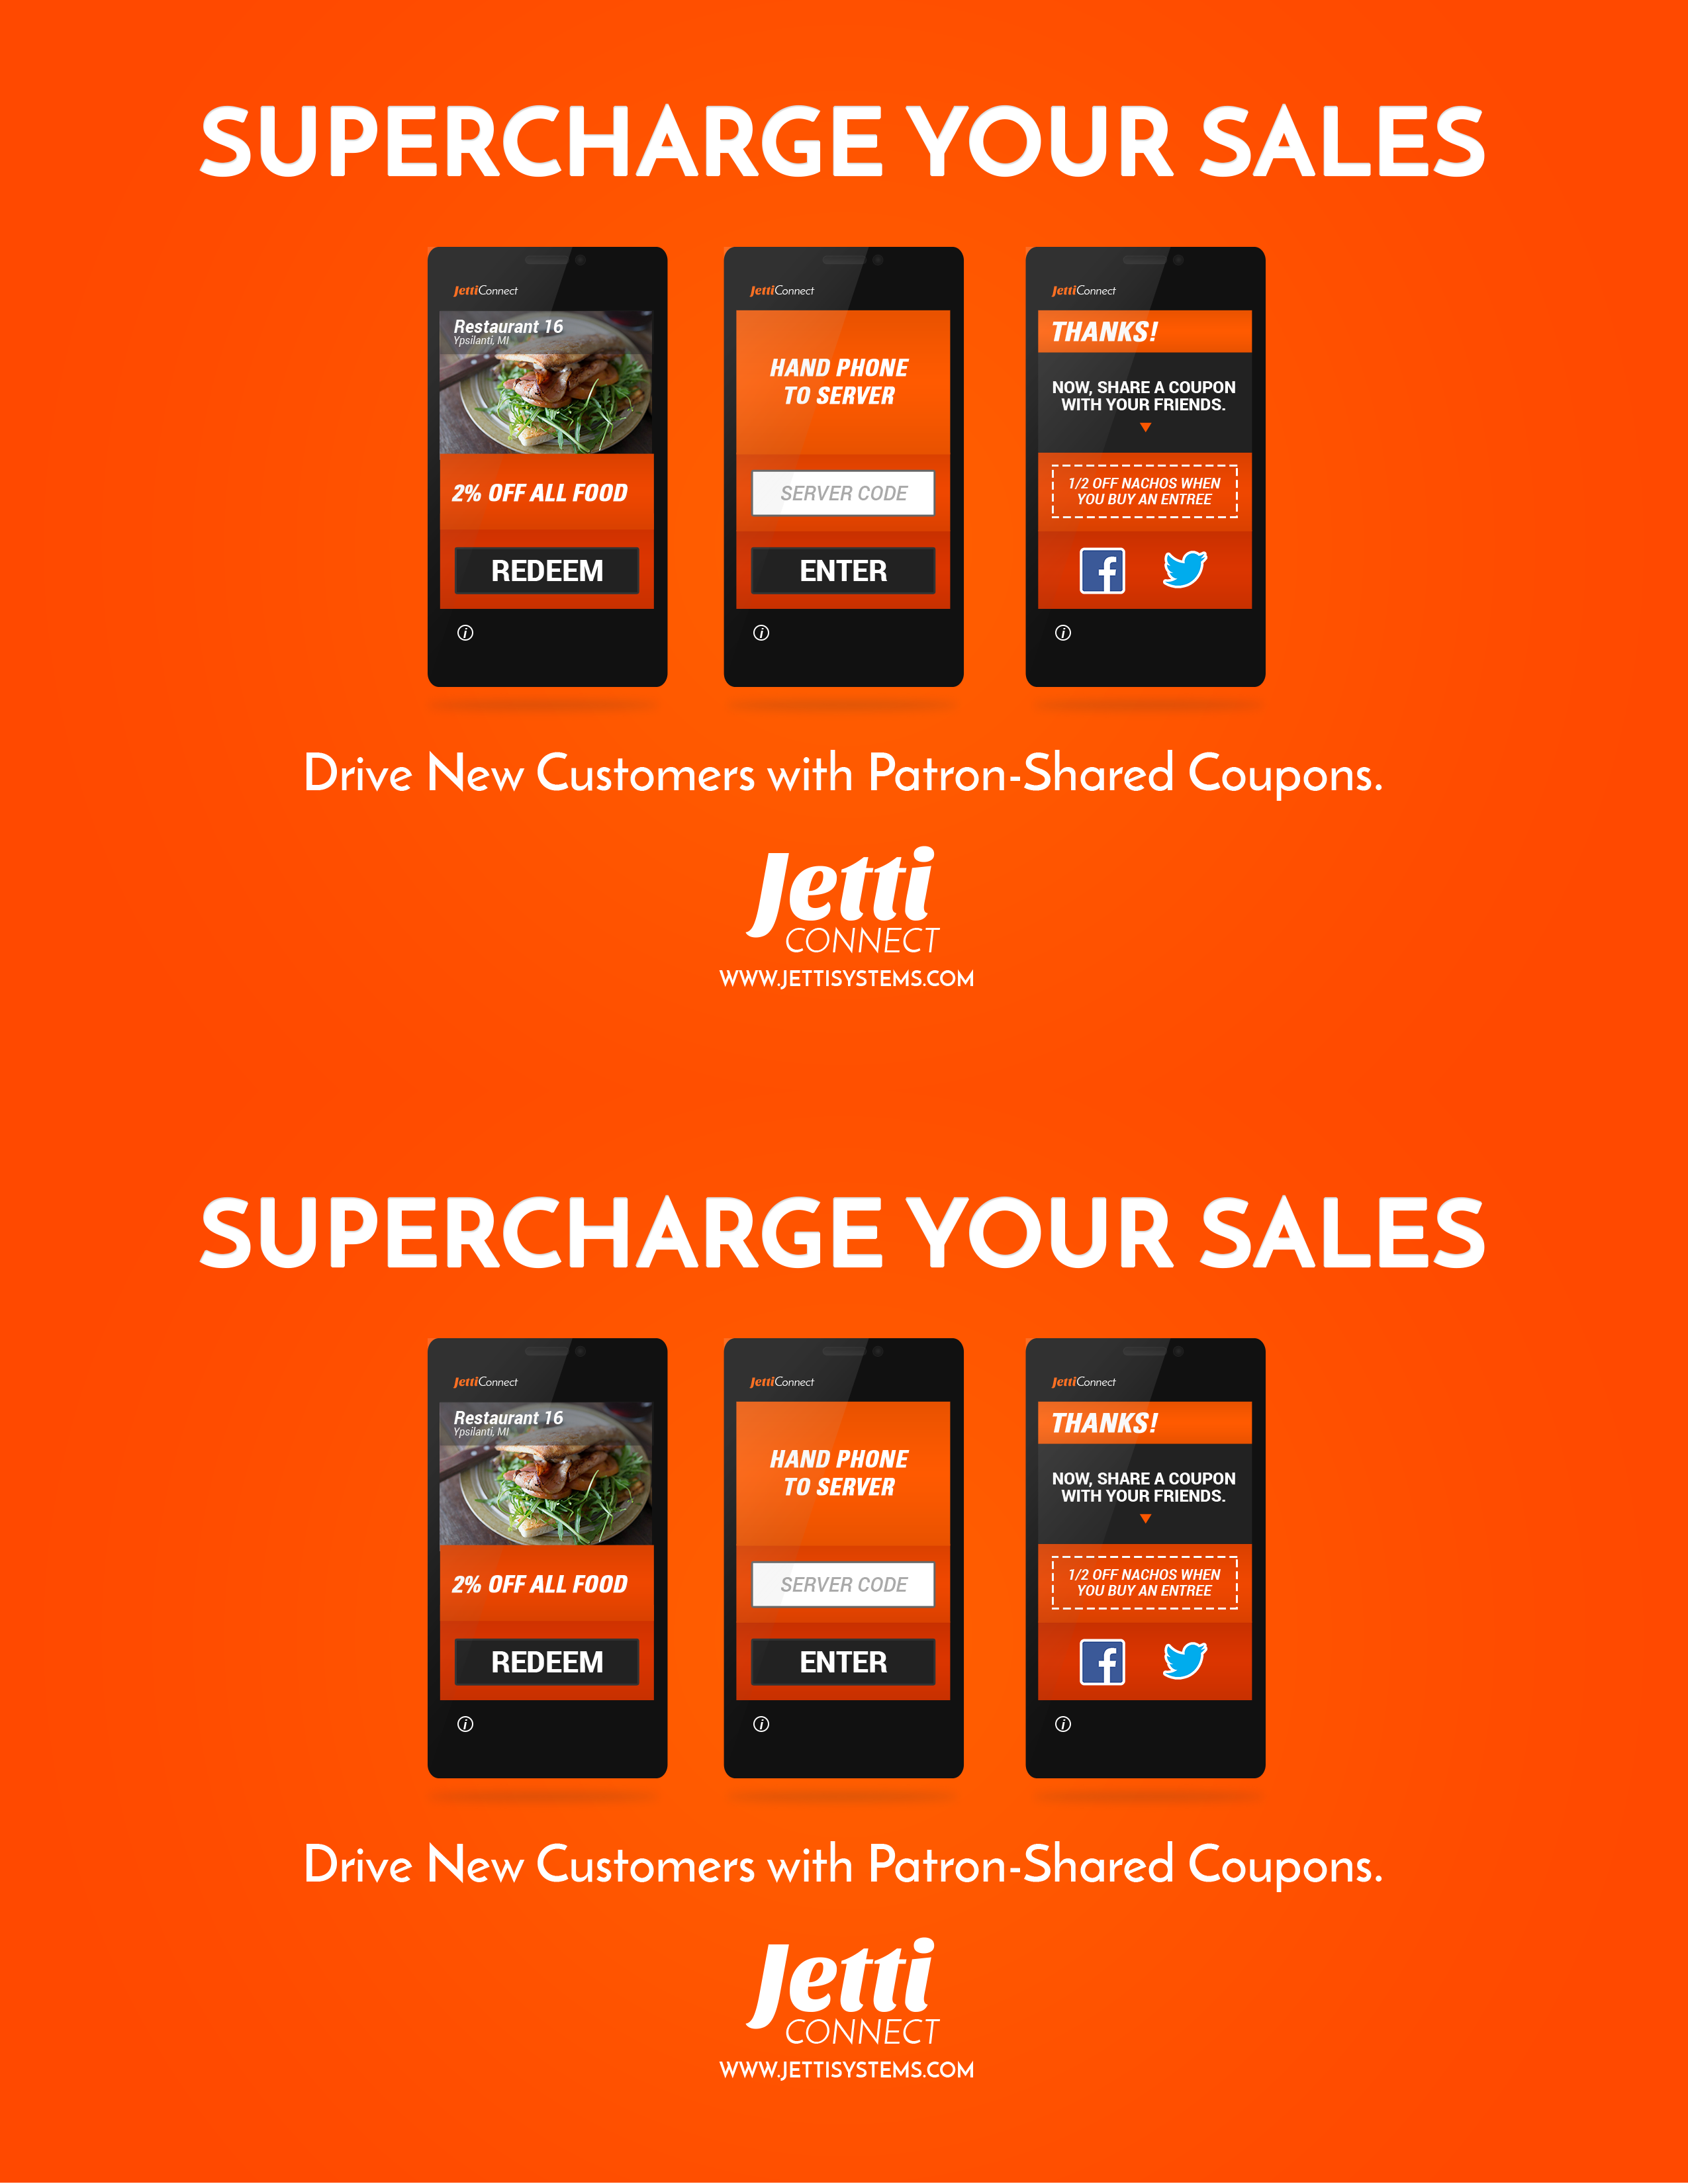 SUPERCHARGE YOUR SALES
JettiConnect
Restaurant 16
Ypsilanti, MI
2% OFF ALL FOOD
REDEEM
i
JettiConnect
HAND PHONE
TO SERVER
SERVER CODE
ENTER
i
JettiConnect
THANKS!
NOW, SHARE A COUPON
WITH YOUR FRIENDS.
1/2 OFF NACHOS WHEN
YOU BUY AN ENTREE
f
i
Drive New Customers with Patron-Shared Coupons.
Jetti
CONNECT
WWW.JETTISYSTEMS.COM
SUPERCHARGE YOUR SALES
JettiConnect
Restaurant 16
Ypsilanti, MI
2% OFF ALL FOOD
REDEEM
i
JettiConnect
HAND PHONE
TO SERVER
SERVER CODE
ENTER
i
JettiConnect
THANKS!
NOW, SHARE A COUPON
WITH YOUR FRIENDS.
1/2 OFF NACHOS WHEN
YOU BUY AN ENTREE
f
i
Drive New Customers with Patron-Shared Coupons.
Jetti
CONNECT
WWW.JETTISYSTEMS.COM